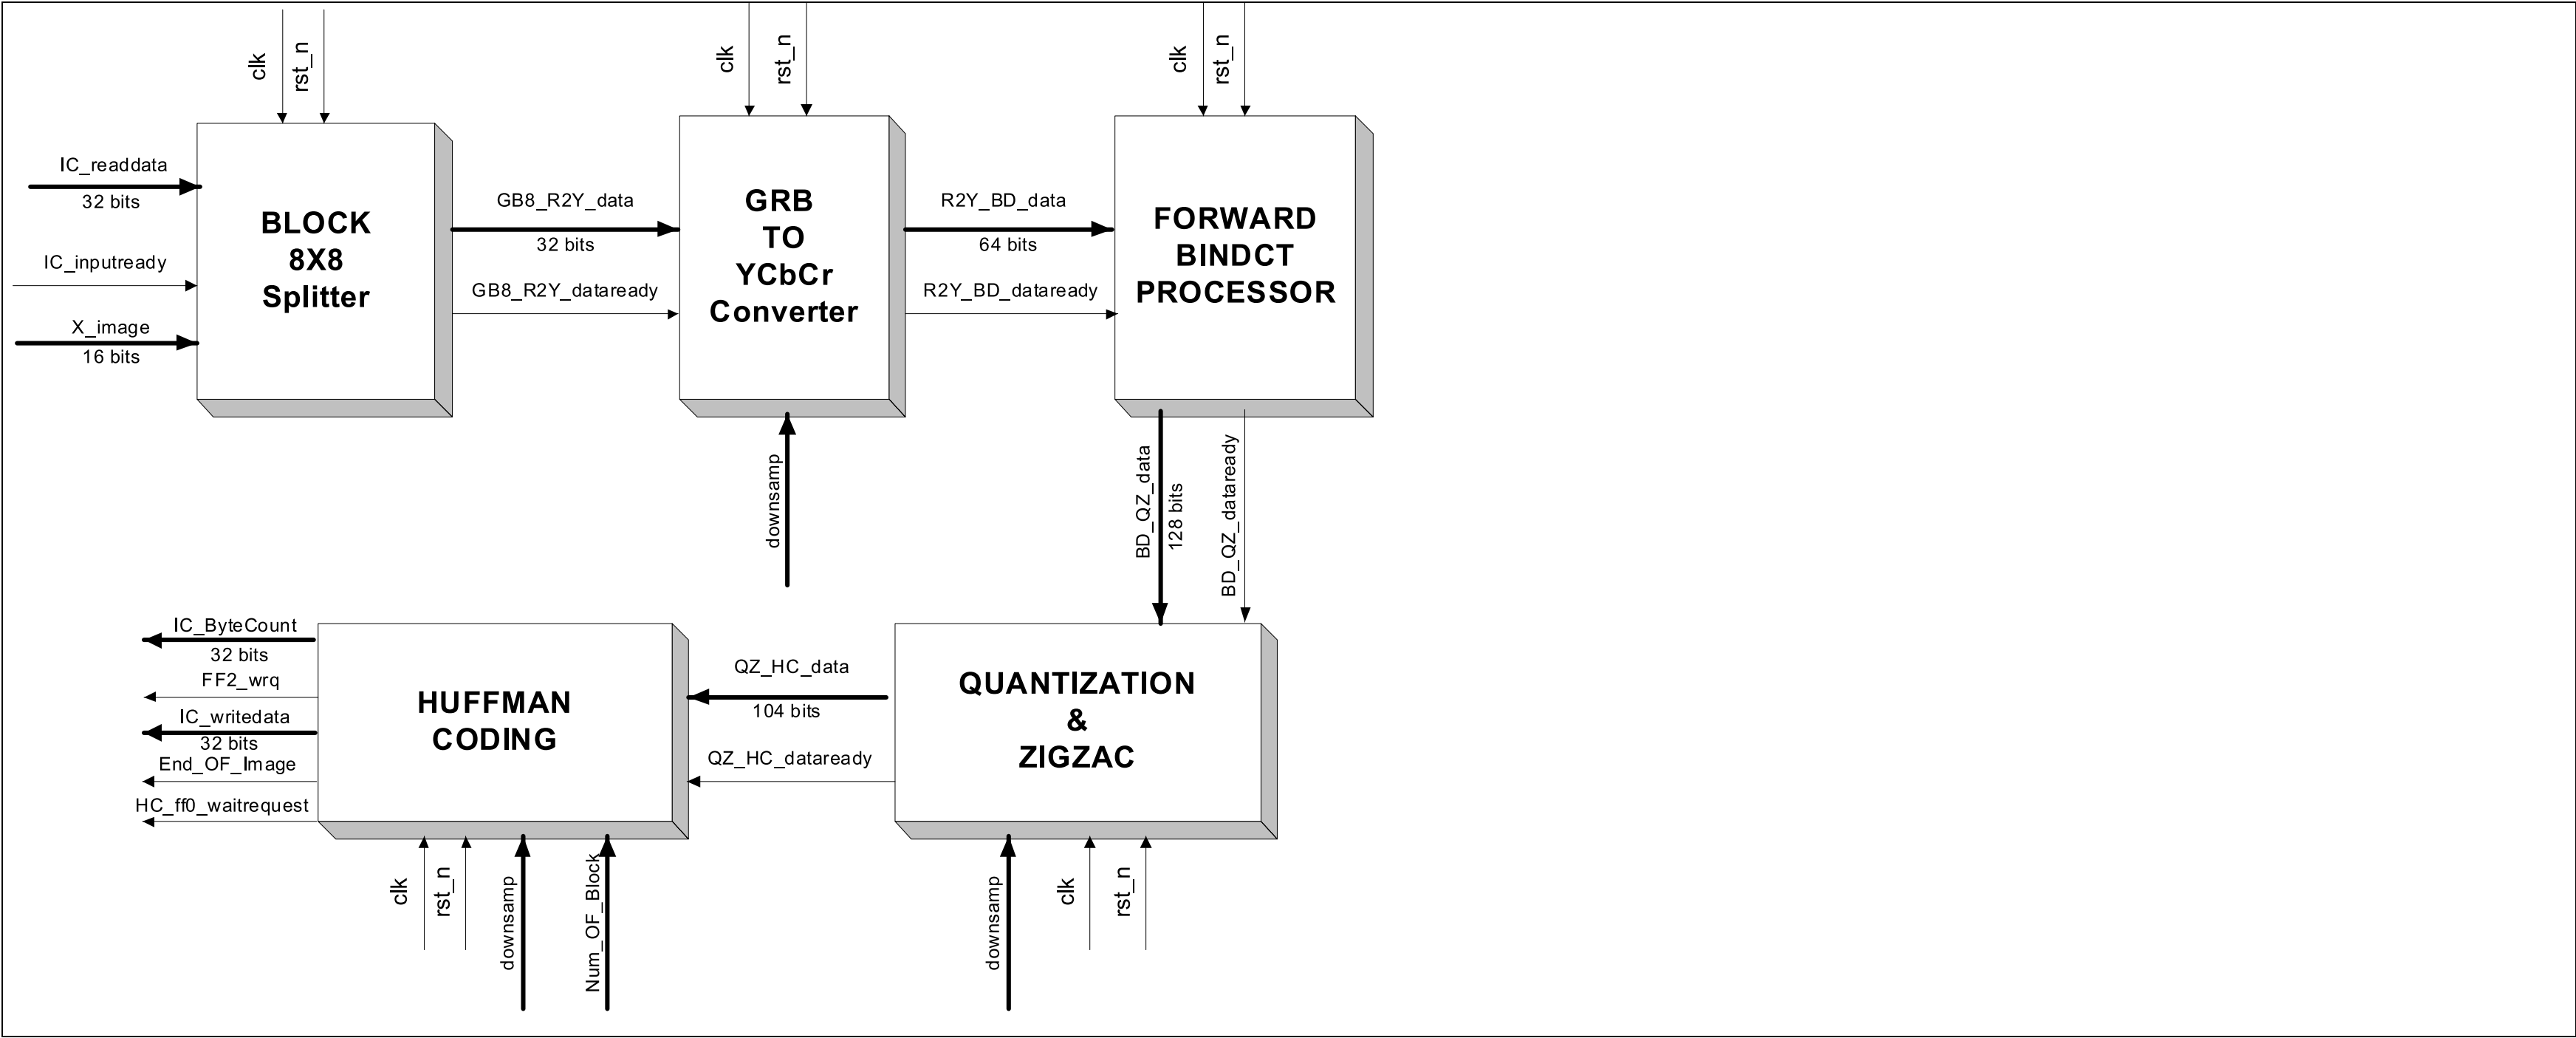 clk
rst_n
clk
rst_n
clk
rst_n
IC_readdata
32 bits
IC_inputready
X_image
16 bits
BLOCK
8X8
Splitter
GB8_R2Y_data
32 bits
GB8_R2Y_dataready
GRB
TO
YCbCr
Converter
R2Y_BD_data
64 bits
R2Y_BD_dataready
FORWARD
BINDCT
PROCESSOR
downsamp
BD_QZ_data
128 bits
BD_QZ_dataready
IC_ByteCount
32 bits
FF2_wrq
IC_writedata
32 bits
End_OF_Image
HC_ff0_waitrequest
HUFFMAN
CODING
QZ_HC_data
104 bits
QZ_HC_dataready
QUANTIZATION
&
ZIGZAC
clk
rst_n
downsamp
Num_OF_Block
downsamp
clk
rst_n